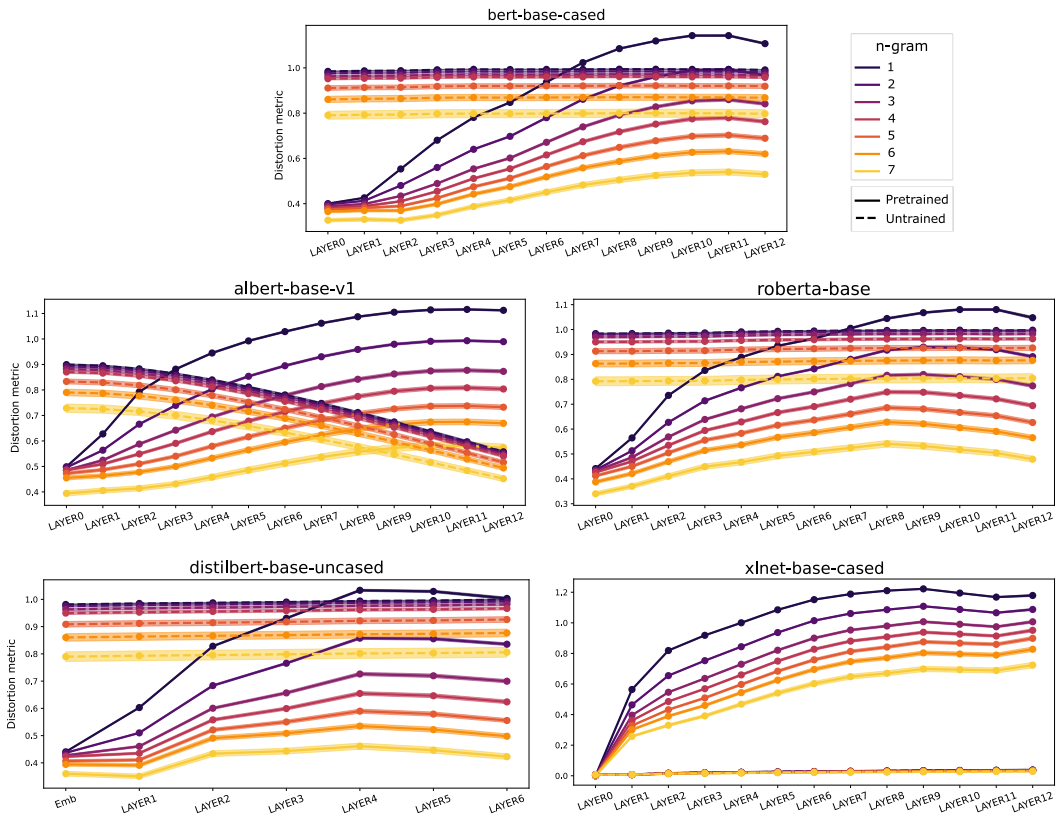 bert-base-cased
Distortion metric
1.0
0.8
0.6
0.4
LAYER0 LAYER1 LAYER2 LAYER3 LAYER4 LAYER5 LAYER6 LAYER7 LAYER8 LAYER9 LAYER10 LAYER11 LAYER12
n-gram
1
2
3
4
5
6
7
Pretrained
Untrained
albert-base-v1
Distortion metric
1.1
1.0
0.9
0.8
0.7
0.6
0.5
0.4
LAYER0 LAYER1 LAYER2 LAYER3 LAYER4 LAYER5 LAYER6 LAYER7 LAYER8 LAYER9 LAYER10 LAYER11 LAYER12
roberta-base
1.1
1.0
0.9
0.8
0.7
0.6
0.5
0.4
0.3
LAYER0 LAYER1 LAYER2 LAYER3 LAYER4 LAYER5 LAYER6 LAYER7 LAYER8 LAYER9 LAYER10 LAYER11 LAYER12
distilbert-base-uncased
Distortion metric
1.0
0.9
0.8
0.7
0.6
0.5
0.4
Emb LAYER1 LAYER2 LAYER3 LAYER4 LAYER5 LAYER6
xlnet-base-cased
1.2
1.0
0.8
0.6
0.4
0.2
0.0
LAYER0 LAYER1 LAYER2 LAYER3 LAYER4 LAYER5 LAYER6 LAYER7 LAYER8 LAYER9 LAYER10 LAYER11 LAYER12